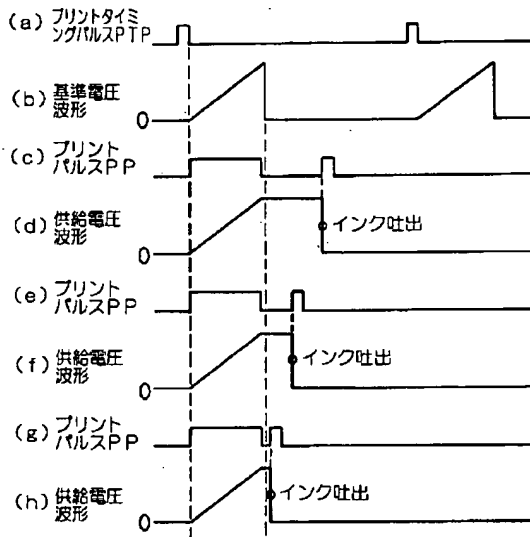 (a) プリントタイミ
ングパルスPTP
(b) 基準電圧
波形
0
(c) プリント
パルスPP
(d) 供給電圧
波形
0
インク吐出
(e) プリント
パルスPP
(f) 供給電圧
波形
0
インク吐出
(g) プリント
パルスPP
(h) 供給電圧
波形
0
インク吐出